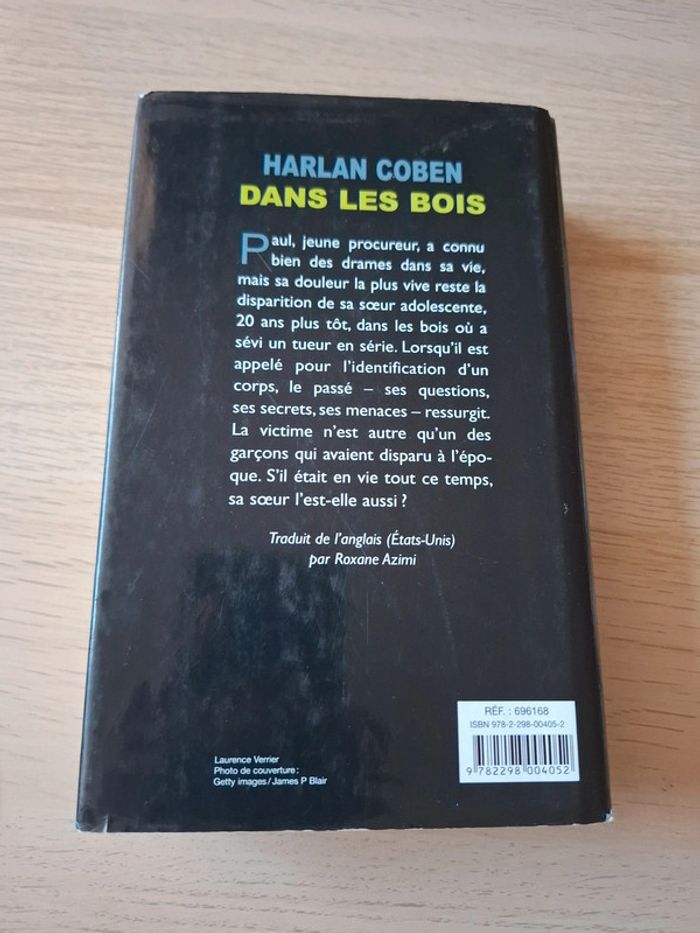 HARLAN COBEN
DANS LES BOIS
Paul, jeune procureur, a connu
bien des drames dans sa vie,
mais sa douleur la plus vive reste la
disparition de sa sœur adolescente,
20 ans plus tôt, dans les bois où a
sévi un tueur en série. Lorsqu'il est
appelé pour l'identification d'un
corps, le passé – ses questions,
ses secrets, ses menaces – ressurgit.
La victime n'est autre qu'un des
garçons qui avaient disparu à l'épo-
que. S'il était en vie tout ce temps,
sa sœur l'est-elle aussi ?
Traduit de l'anglais (États-Unis)
par Roxane Azimi
RÉF. : 696168
ISBN 978-2-298-00405-2
9 782298 004052
Laurence Verrier
Photo de couverture :
Getty images / James P Blair